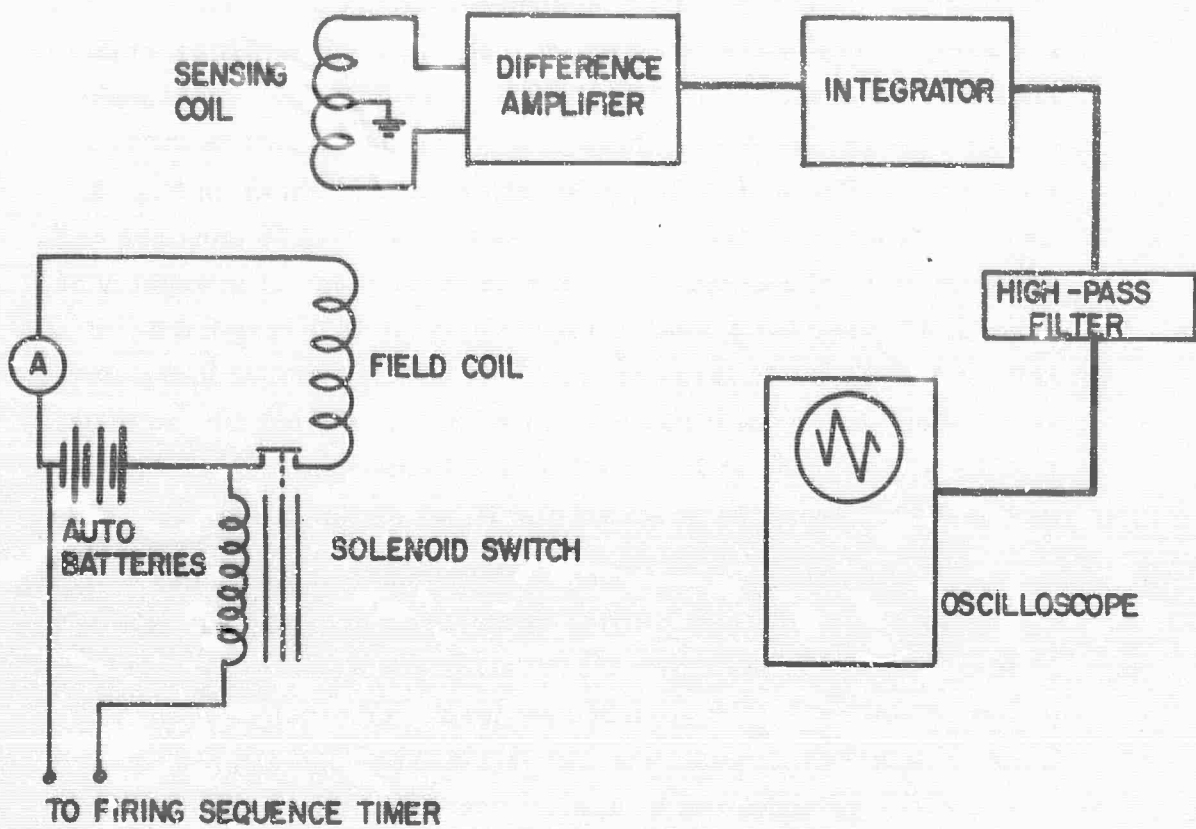 SENSING
COIL
DIFFERENCE
AMPLIFIER
INTEGRATOR
HIGH-PASS
FILTER
A
FIELD COIL
AUTO
BATTERIES
SOLENOID SWITCH
OSCILLOSCOPE
TO FIRING SEQUENCE TIMER